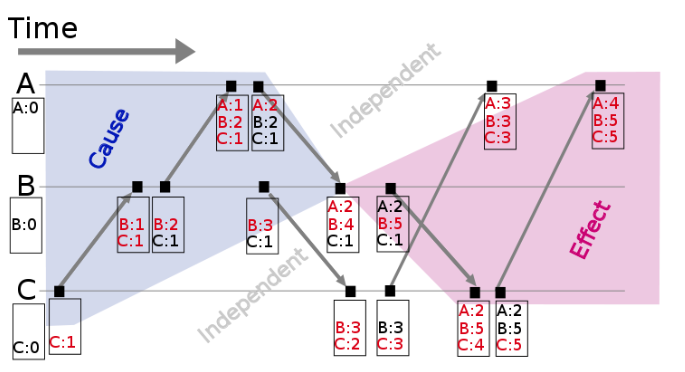 Time
A
A:0
A:1
B:2
C:1
A:2
B:2
C:1
A:3
B:3
C:3
A:4
B:5
C:5
Cause
Independent
B
B:0
B:1
C:1
B:2
C:1
B:3
C:1
A:2
B:4
C:1
A:2
B:5
C:1
Effect
Independent
C
C:0
C:1
B:3
C:2
B:3
C:3
A:2
B:5
C:4
A:2
B:5
C:5